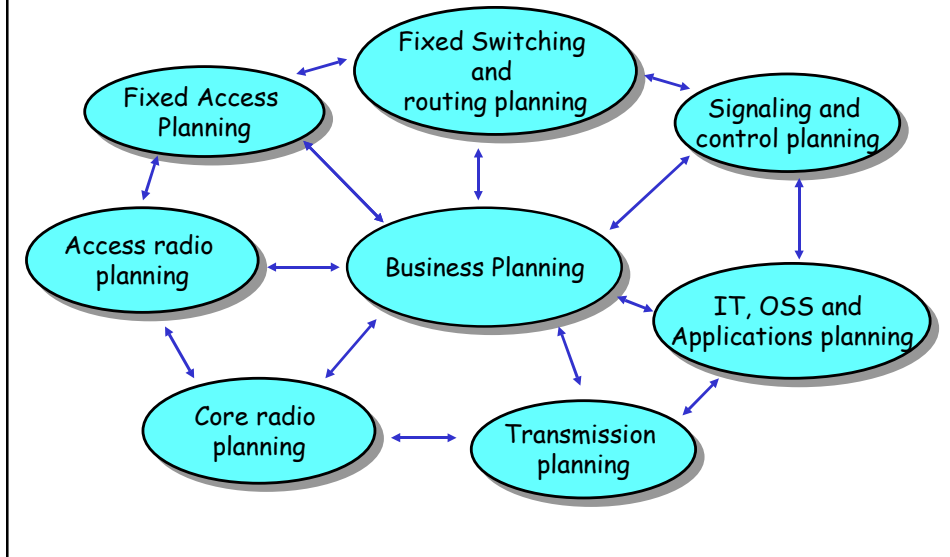 Fixed Switching
and
routing planning
Fixed Access
Planning
Signaling and
control planning
Access radio
planning
Business Planning
IT, OSS and
Applications planning
Core radio
planning
Transmission
planning